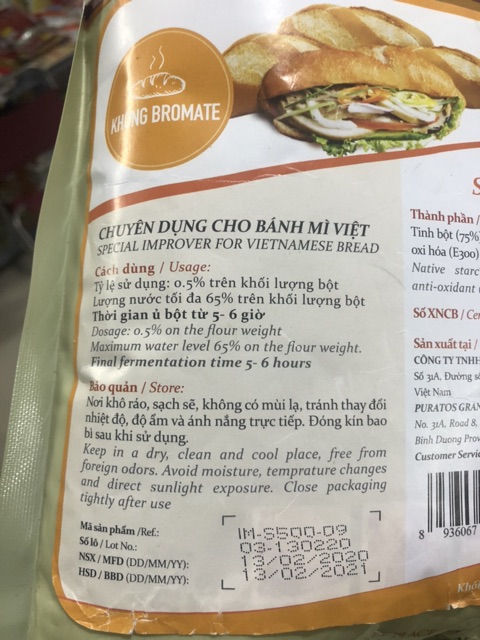 KHÔNG BROMATE
CHUYÊN DỤNG CHO BÁNH MÌ VIỆT
SPECIAL IMPROVER FOR VIETNAMESE BREAD
Cách dùng / Usage:
Tỷ lệ sử dụng: 0.5% trên khối lượng bột
Lượng nước tối đa 65% trên khối lượng bột
Thời gian ủ bột từ 5- 6 giờ
Dosage: 0.5% on the flour weight
Maximum water level 65% on the flour weight.
Final fermentation time 5- 6 hours
Bảo quản / Store:
Nơi khô ráo, sạch sẽ, không có mùi lạ, tránh thay đổi
nhiệt độ, độ ẩm và ánh nắng trực tiếp. Đóng kín bao
bì sau khi sử dụng.
Keep in a dry, clean and cool place, free from
foreign odors. Avoid moisture, temprature changes
and direct sunlight exposure. Close packaging
tightly after use
Mã sản phẩm /Ref.: IM-S500-09
Số lô / Lot No.: 03-130220
NSX / MFD (DD/MM/YY): 13/02/2020
HSD / BBD (DD/MM/YY): 13/02/2021
Thành phần /
Tinh bột (75%)
oxi hóa (E300)
Native
anti-oxidant
Số XNCB /
Sản xuất tại /
CÔNG TY TNHH
Số 31A, Đường số
Việt Nam
PURATOS
No. 31A, Road 8,
Binh Duong
Customer
8 936067